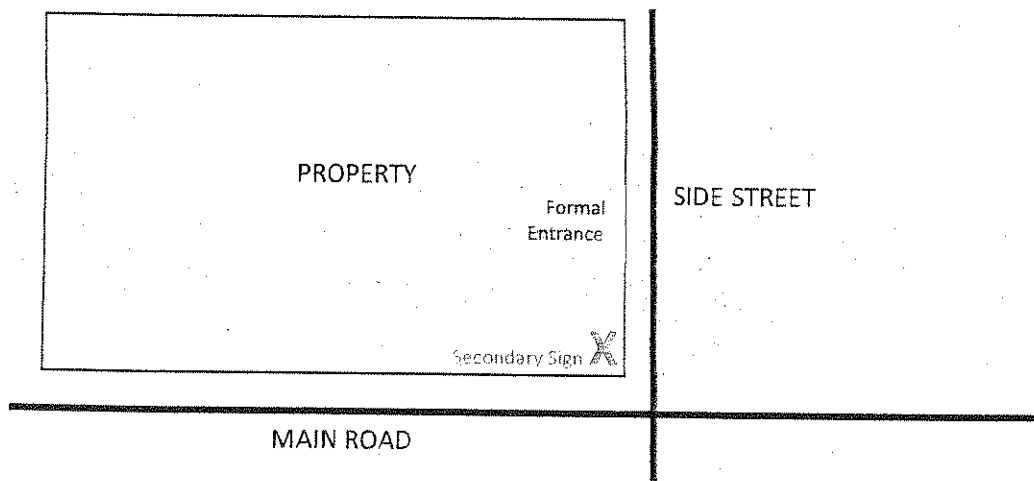 PROPERTY
SIDE STREET
Formal
Entrance
Secondary Sign X
MAIN ROAD